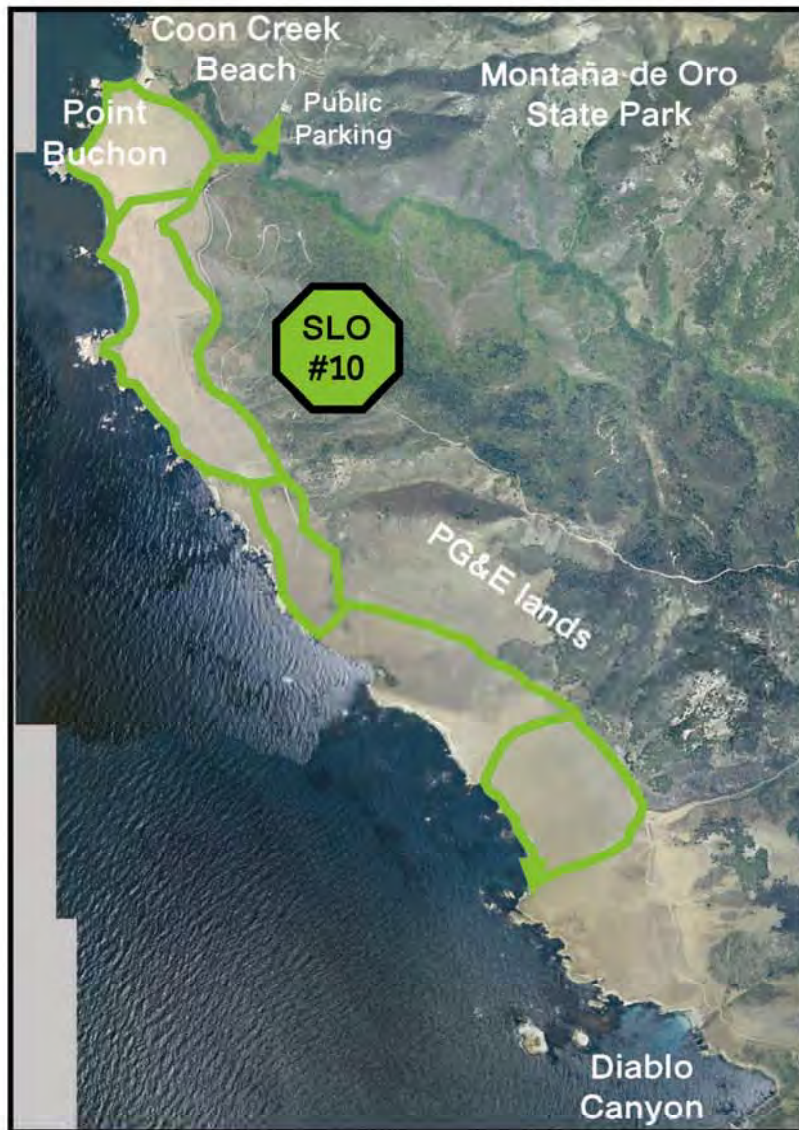 Coon Creek
Beach
Montaña de Oro
State Park
Public
Parking
Point
Buchon
SLO
#10
PG&E lands
Diablo
Canyon